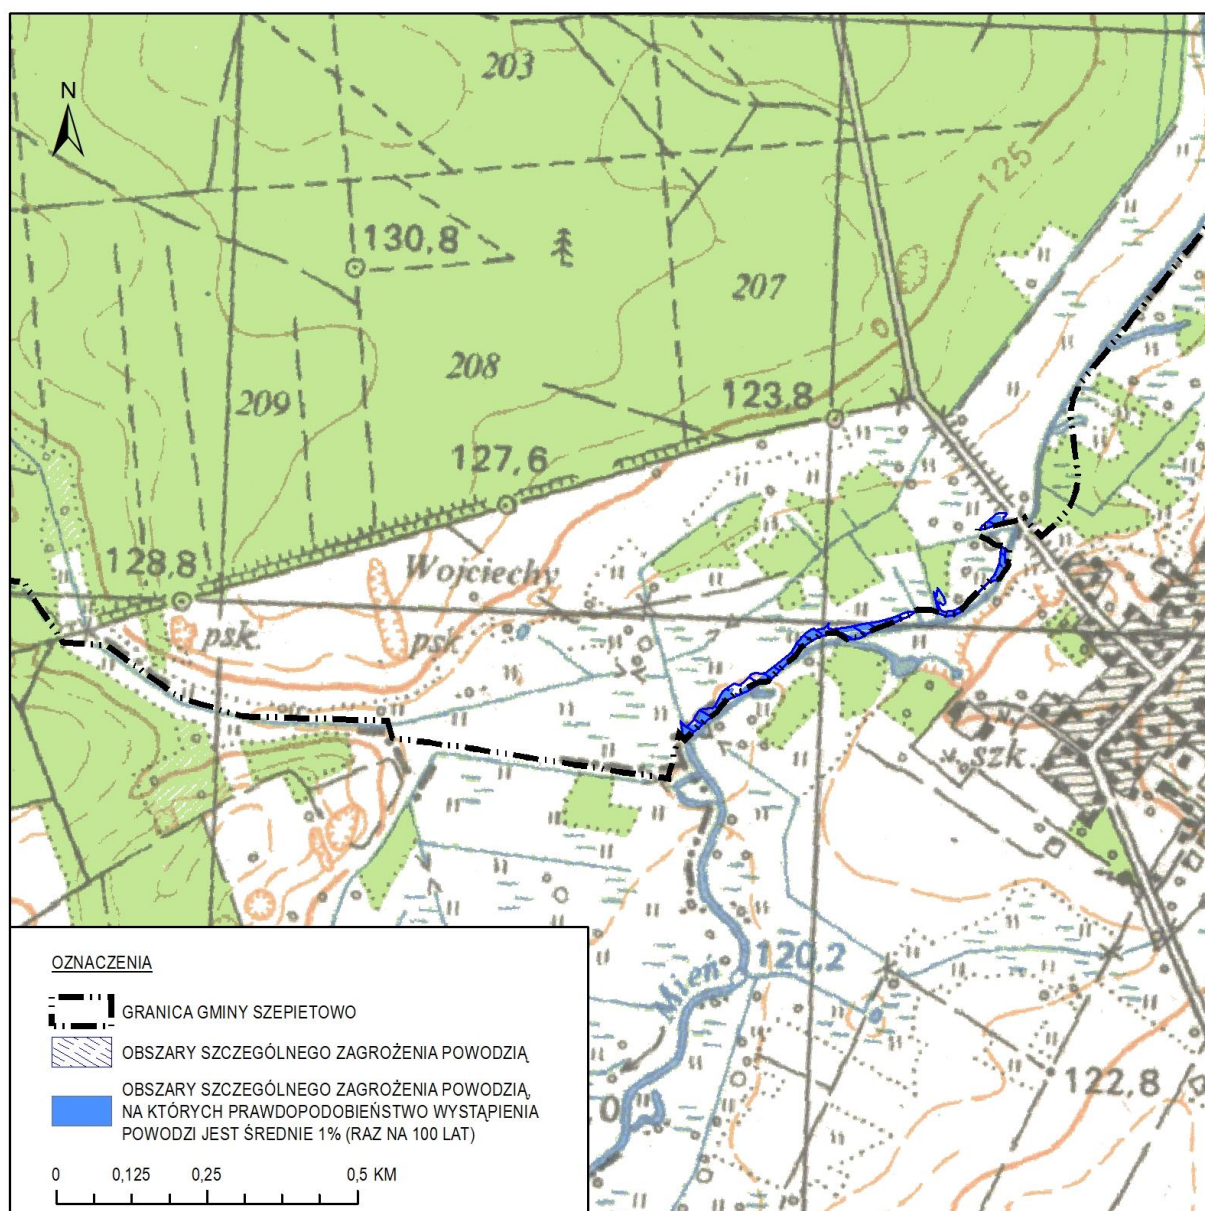 203
N
125
130,8
207
208
209
123,8
127,6
128,8
Wojciechy
psk.
psk
szk.
120,2
Mień
122,8
OZNACZENIA
GRANICA GMINY SZEPIETOWO
OBSZARY SZCZEGÓLNEGO ZAGROŻENIA POWODZIĄ
OBSZARY SZCZEGÓLNEGO ZAGROŻENIA POWODZIĄ,
NA KTÓRYCH PRAWDOPODOBIEŃSTWO WYSTĄPIENIA
POWODZI JEST ŚREDNIE 1% (RAZ NA 100 LAT)
0 0,125 0,25 0,5 KM